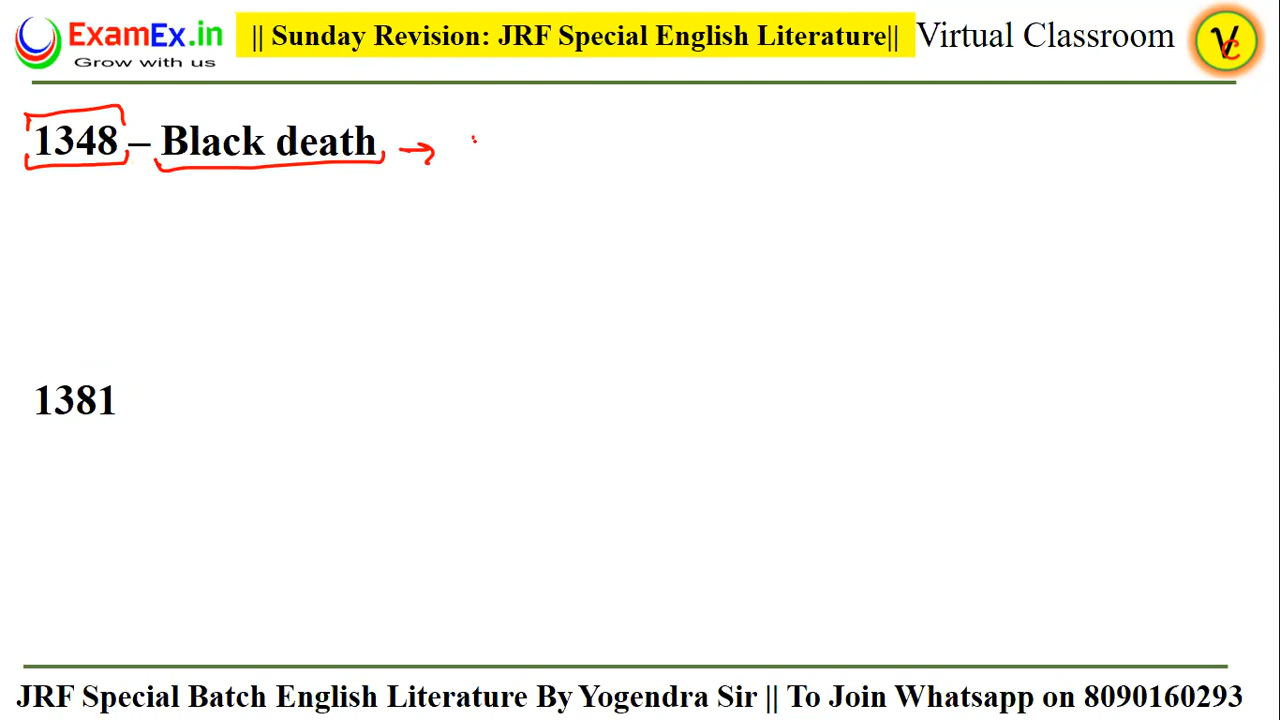 ExamEx.in
Grow with us
|| Sunday Revision: JRF Special English Literature||
Virtual Classroom
VC
1348 – Black death →
1381
JRF Special Batch English Literature By Yogendra Sir || To Join Whatsapp on 8090160293